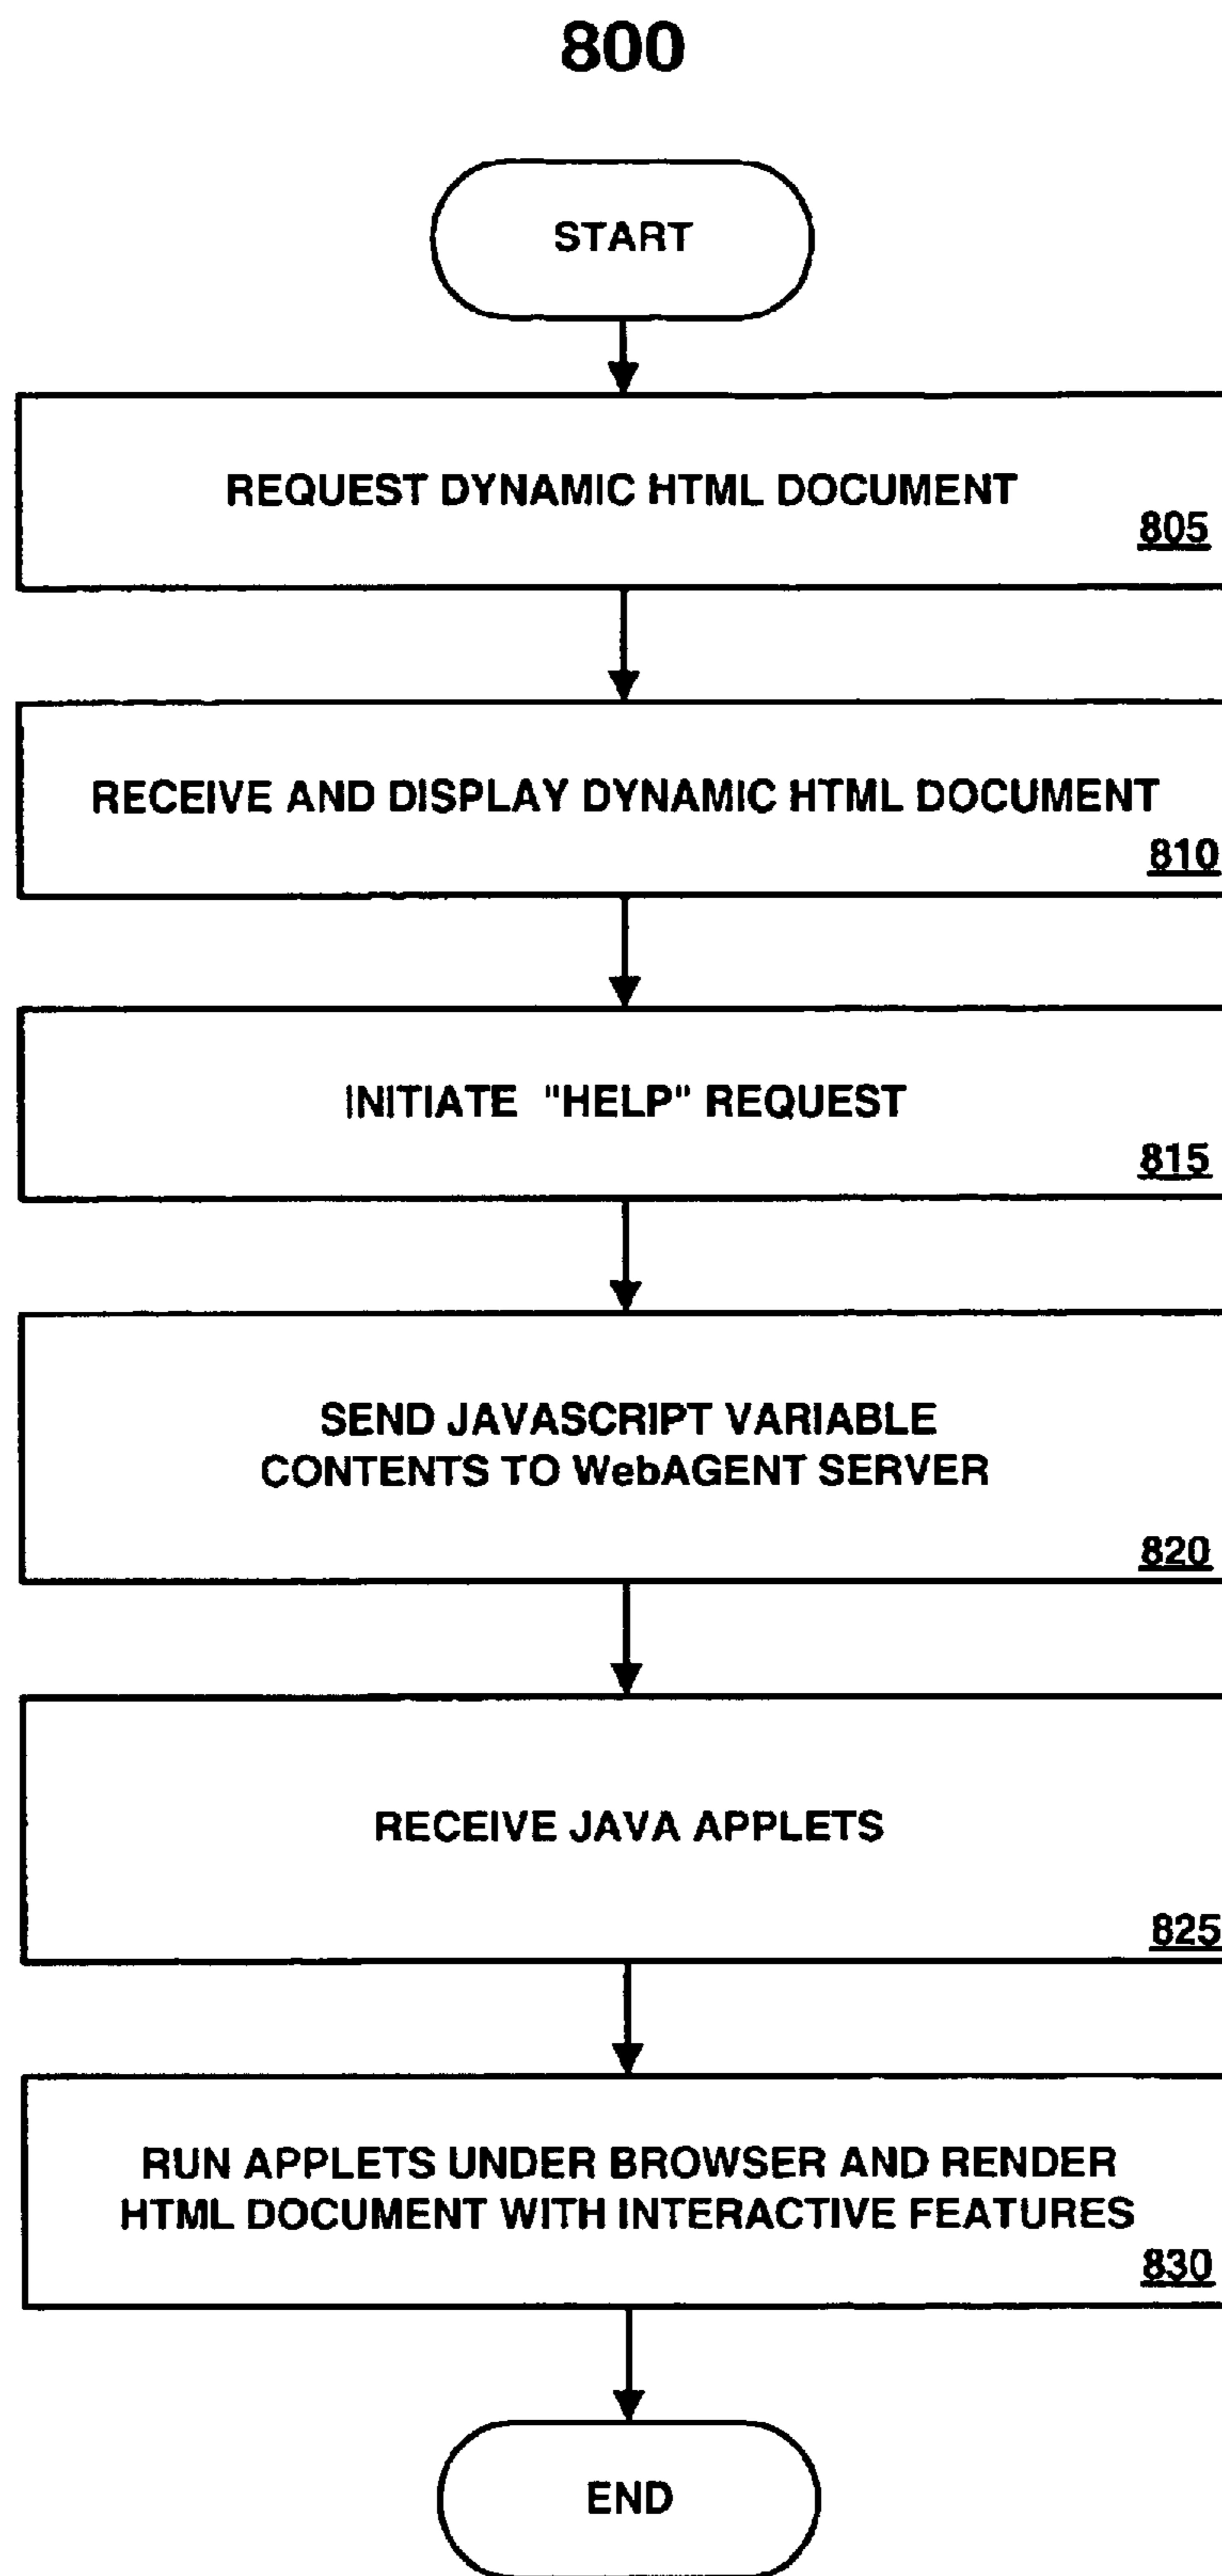 800
START
REQUEST DYNAMIC HTML DOCUMENT
805
RECEIVE AND DISPLAY DYNAMIC HTML DOCUMENT
810
INITIATE "HELP" REQUEST
815
SEND JAVASCRIPT VARIABLE
CONTENTS TO WebAGENT SERVER
820
RECEIVE JAVA APPLETS
825
RUN APPLETS UNDER BROWSER AND RENDER
HTML DOCUMENT WITH INTERACTIVE FEATURES
830
END